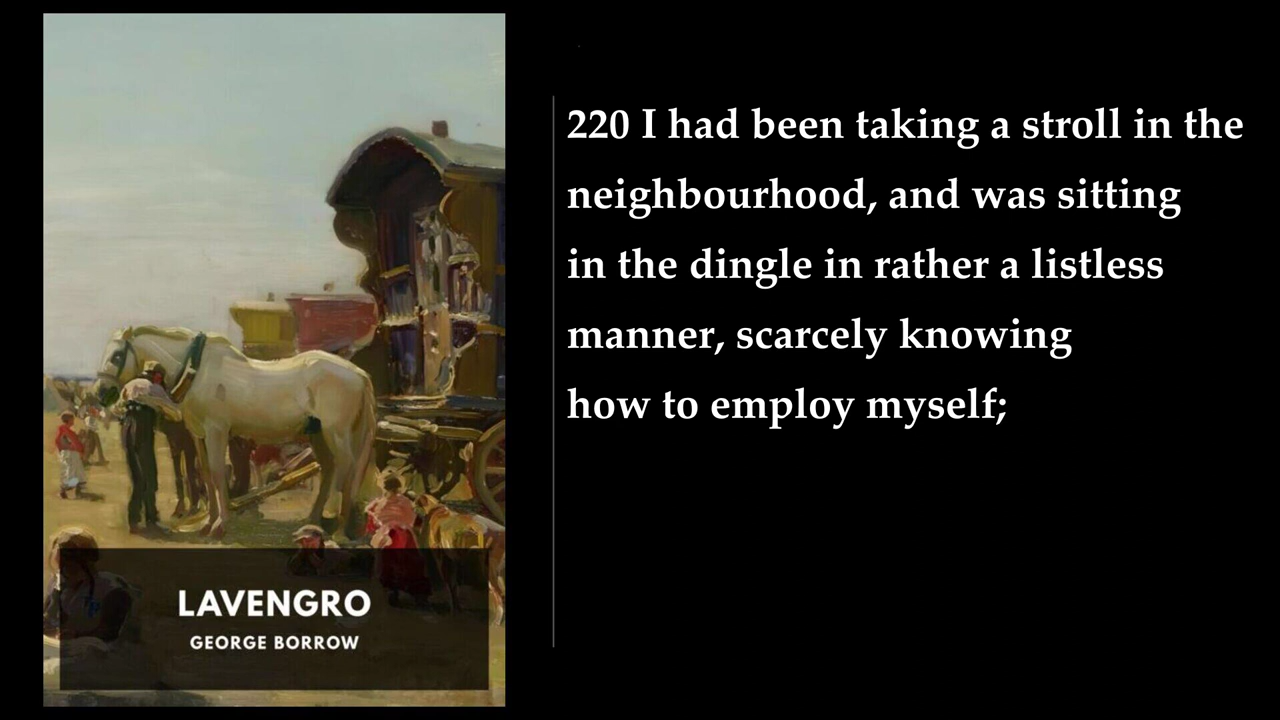 LAVENGRO
GEORGE BORROW
220 I had been taking a stroll in the
neighbourhood, and was sitting
in the dingle in rather a listless
manner, scarcely knowing
how to employ myself;